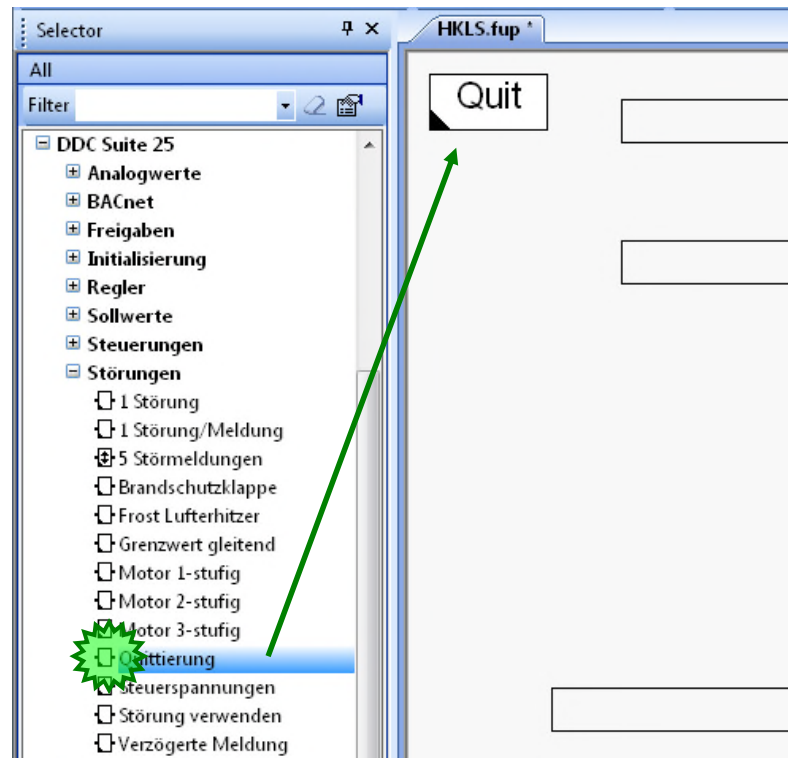 Selector
HKLS.fup *
All
Filter
Quit
DDC Suite 25
Analogwerte
BACnet
Freigaben
Initialisierung
Regler
Sollwerte
Steuerungen
Störungen
1 Störung
1 Störung/Meldung
5 Störmeldungen
Brandschutzklappe
Frost Lufterhitzer
Grenzwert gleitend
Motor 1-stufig
Motor 2-stufig
Motor 3-stufig
Quittierung
Steuerspannungen
Störung verwenden
Verzögerte Meldung